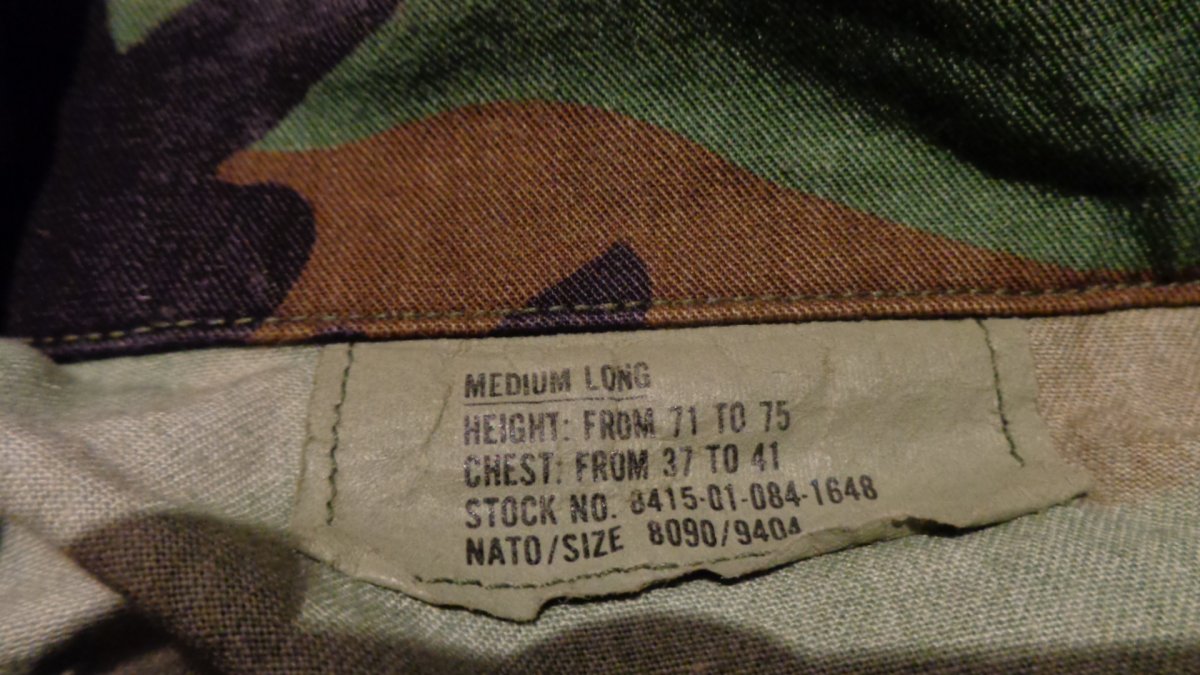 MEDIUM LONG
HEIGHT: FROM 71 TO 75
CHEST: FROM 37 TO 41
STOCK NO. 8415-01-084-1648
NATO/SIZE 8090/9404